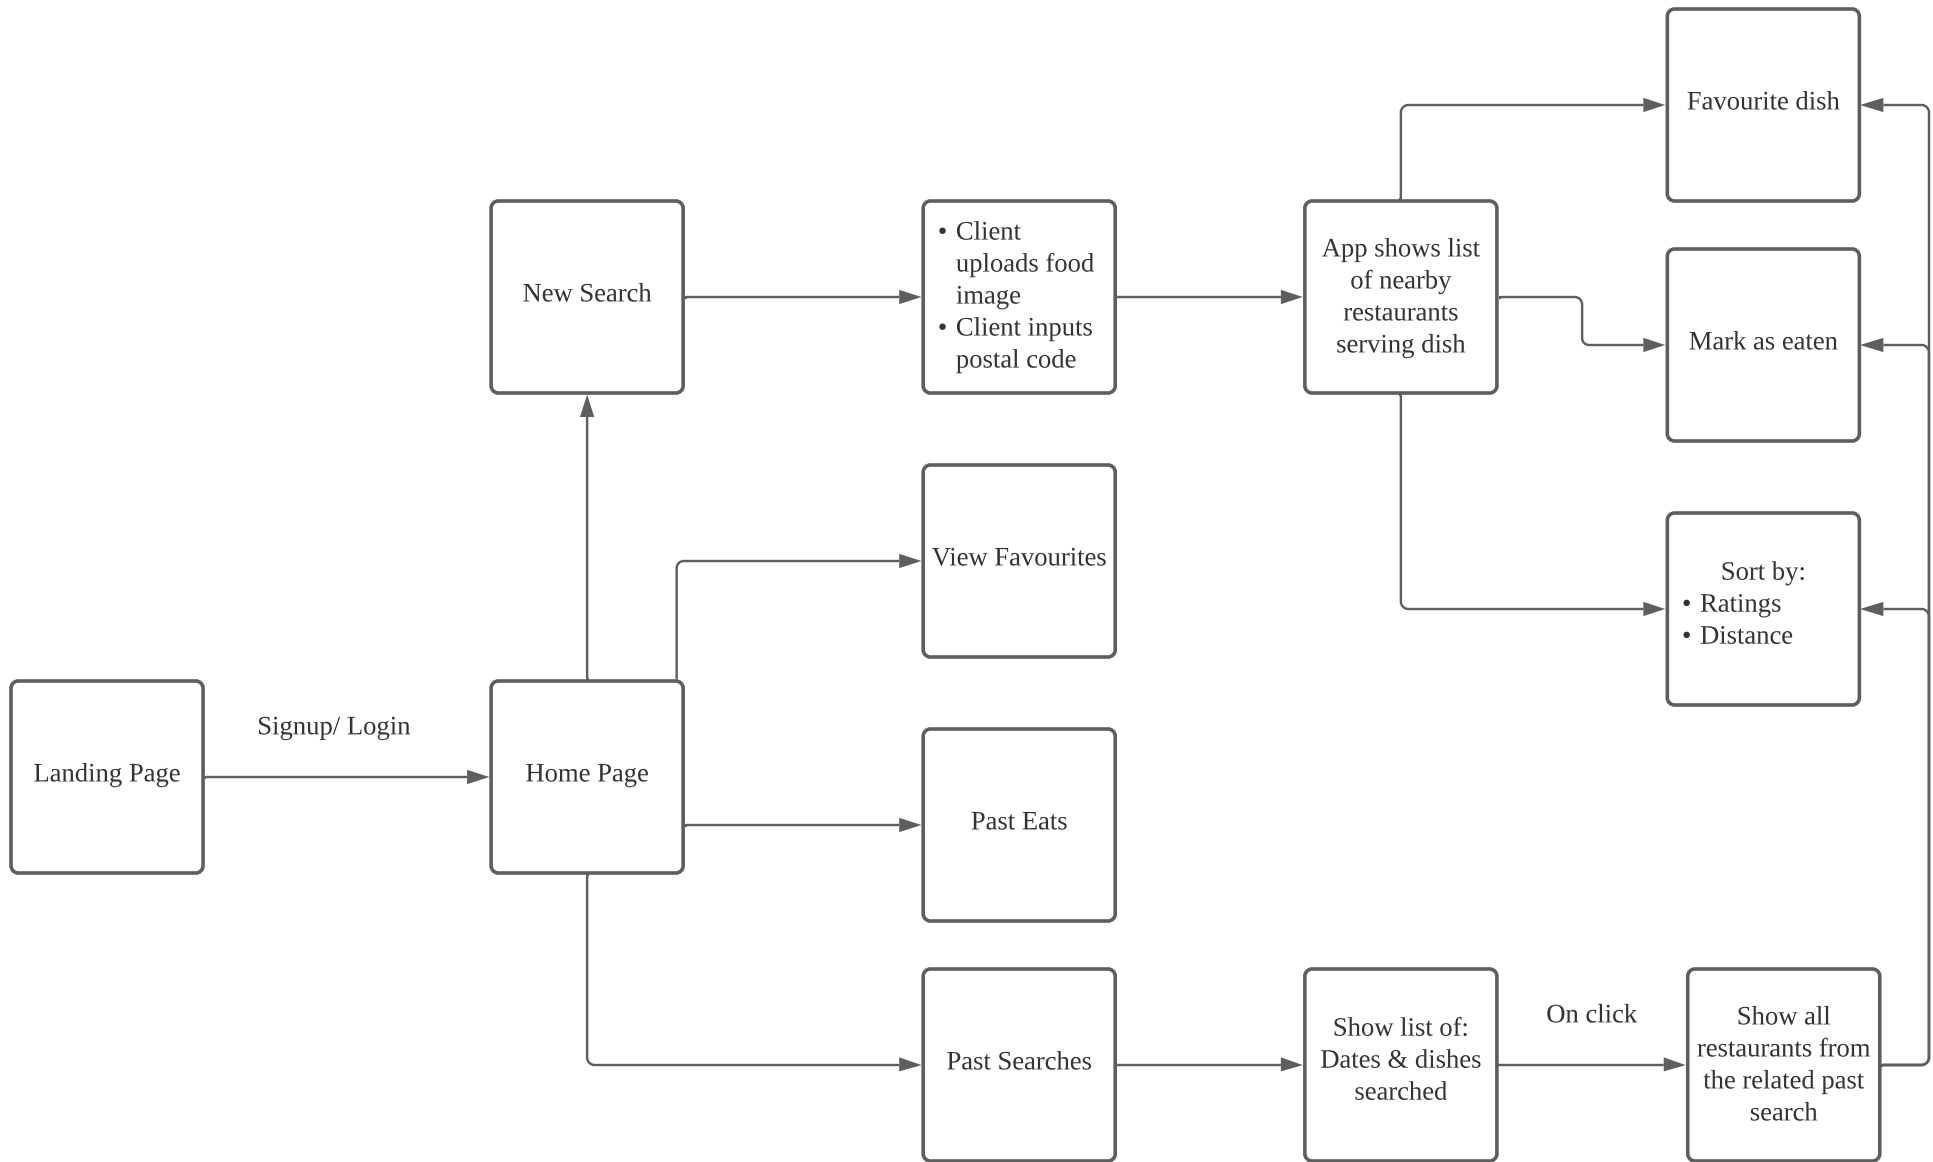 Favourite dish
New Search
• Client
uploads food
image
• Client inputs
postal code
App shows list
of nearby
restaurants
serving dish
Mark as eaten
View Favourites
Sort by:
• Ratings
• Distance
Landing Page
Signup/ Login
Home Page
Past Eats
Past Searches
Show list of:
Dates & dishes
searched
On click
Show all
restaurants from
the related past
search